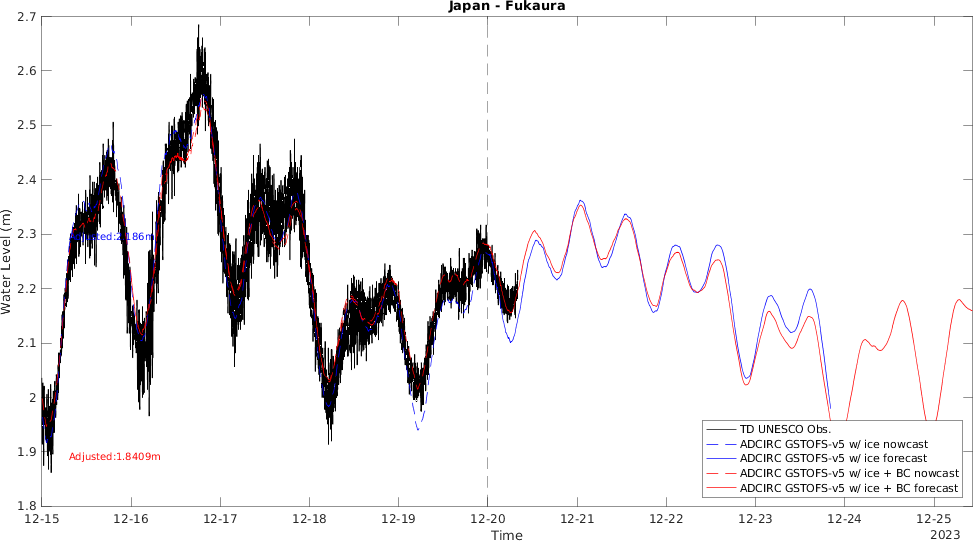 Japan - Fukaura
2.7
2.6
2.5
2.4
2.3
2.2
2.1
2
1.9
1.8
Water Level (m)
Adjusted:2.186m
Adjusted:1.8409m
TD UNESCO Obs.
ADCIRC GSTOFS-v5 w/ ice nowcast
ADCIRC GSTOFS-v5 w/ ice forecast
ADCIRC GSTOFS-v5 w/ ice + BC nowcast
ADCIRC GSTOFS-v5 w/ ice + BC forecast
12-15 12-16 12-17 12-18 12-19 12-20 12-21 12-22 12-23 12-24 12-25
Time 2023